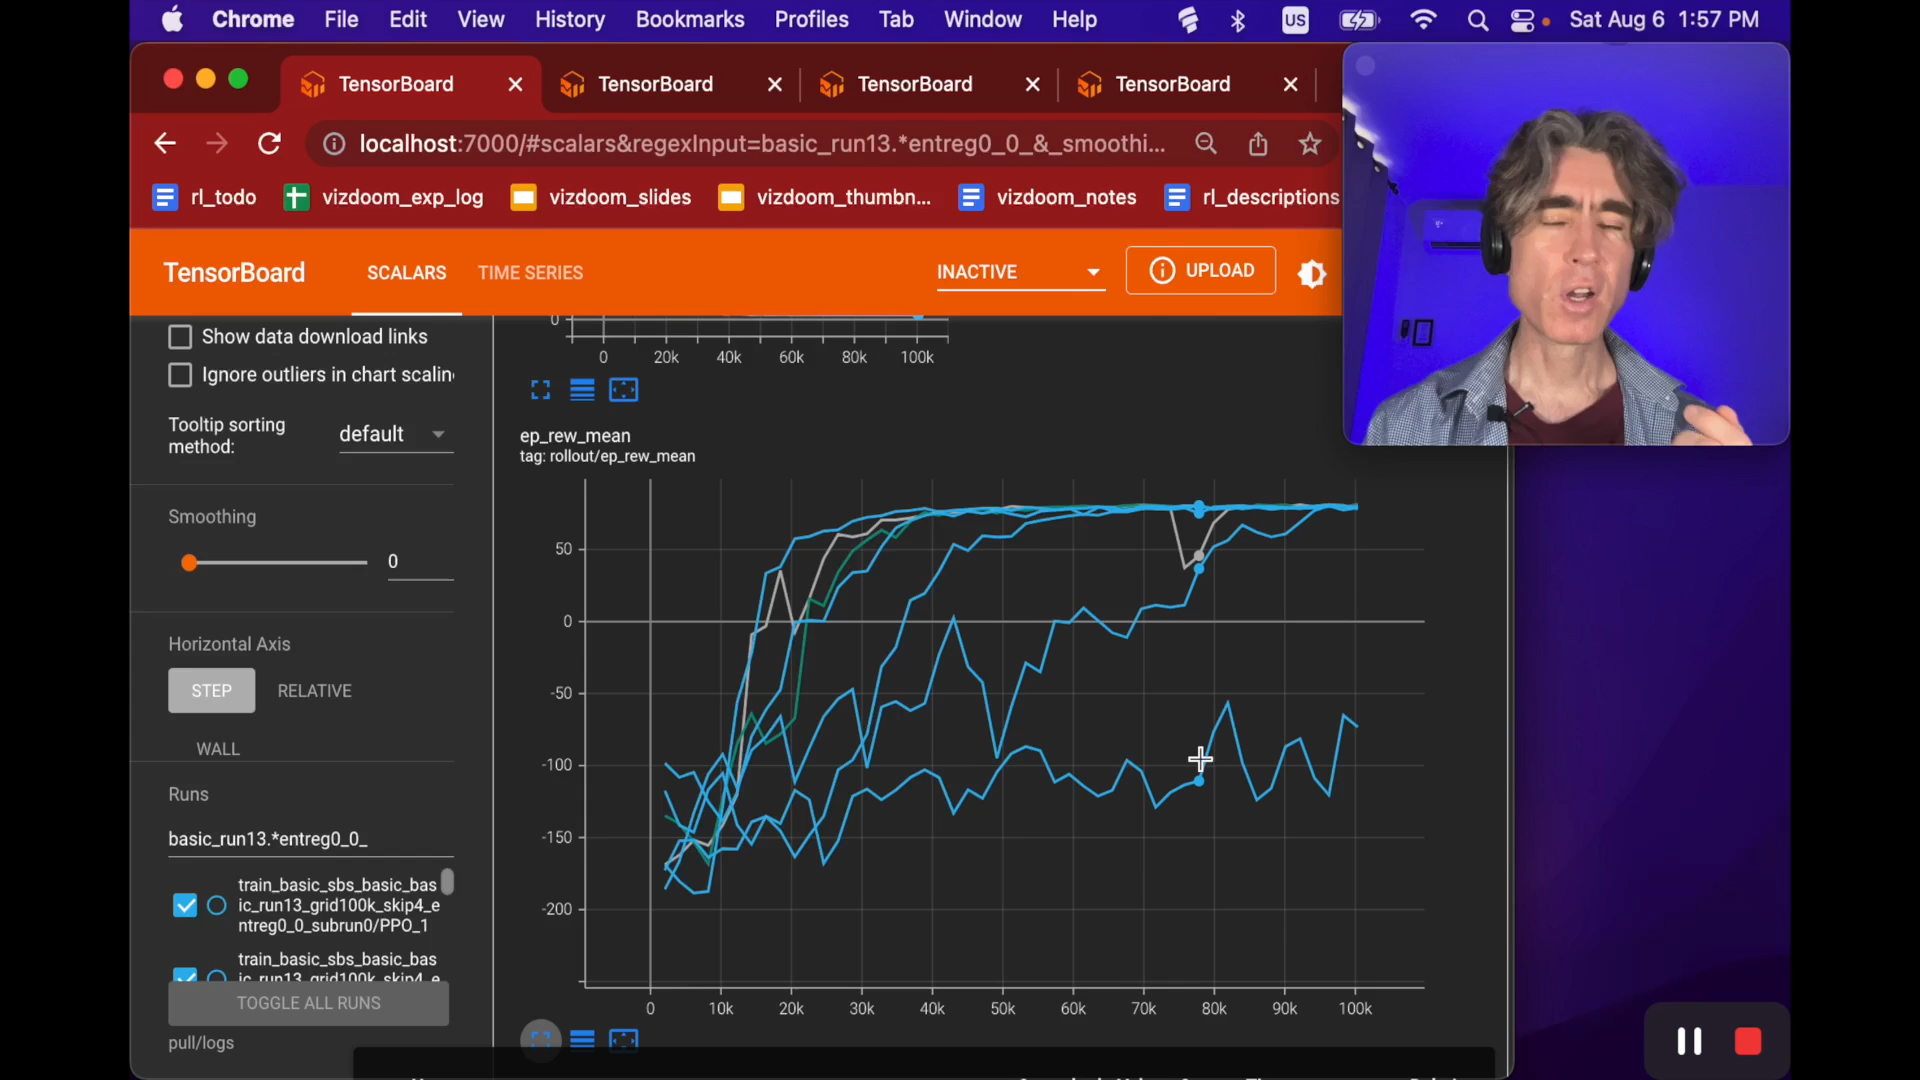 Chrome File Edit View History Bookmarks Profiles Tab Window Help US Sat Aug 6 1:57 PM
TensorBoard TensorBoard TensorBoard TensorBoard
localhost:7000/#scalars&regexInput=basic_run13.*entreg0_0_&_smoothi...
rl_todo vizdoom_exp_log vizdoom_slides vizdoom_thumbn... vizdoom_notes rl_descriptions
TensorBoard SCALARS TIME SERIES INACTIVE UPLOAD
Show data download links
Ignore outliers in chart scalin
Tooltip sorting
method:
default
Smoothing
0
Horizontal Axis
STEP RELATIVE
WALL
Runs
basic_run13.*entreg0_0_
train_basic_sbs_basic_bas
ic_run13_grid100k_skip4_e
ntreg0_0_subrun0/PPO_1
train_basic_sbs_basic_bas
ic_run13_grid100k_skip4_e
TOGGLE ALL RUNS
pull/logs
0
0 20k 40k 60k 80k 100k
ep_rew_mean
tag: rollout/ep_rew_mean
50
0
-50
-100
-150
-200
0 10k 20k 30k 40k 50k 60k 70k 80k 90k 100k